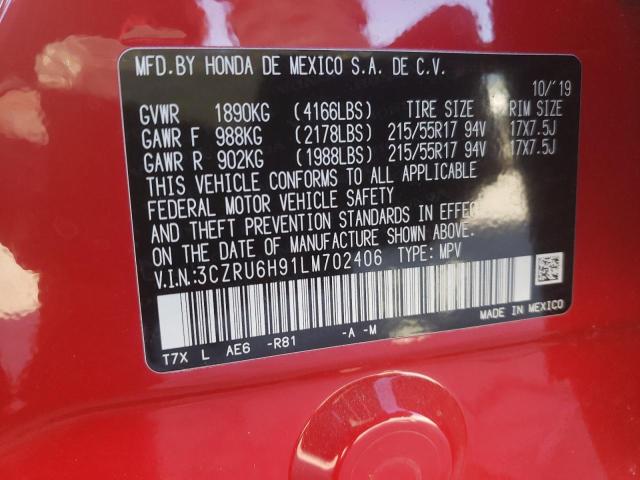 MFD. BY HONDA DE MEXICO S.A. DE C.V.
10/'19
GVWR 1890KG (4166LBS) TIRE SIZE RIM SIZE
GAWR F 988KG (2178LBS) 215/55R17 94V 17X7.5J
GAWR R 902KG (1988LBS) 215/55R17 94V 17X7.5J
THIS VEHICLE CONFORMS TO ALL APPLICABLE
FEDERAL MOTOR VEHICLE SAFETY
AND THEFT PREVENTION STANDARDS IN EFFECT
ON THE DATE OF MANUFACTURE SHOWN ABOVE.
V.I.N.:3CZRU6H91LM702406 TYPE: MPV
T7X L AE6 -R81 -A -M
MADE IN MEXICO